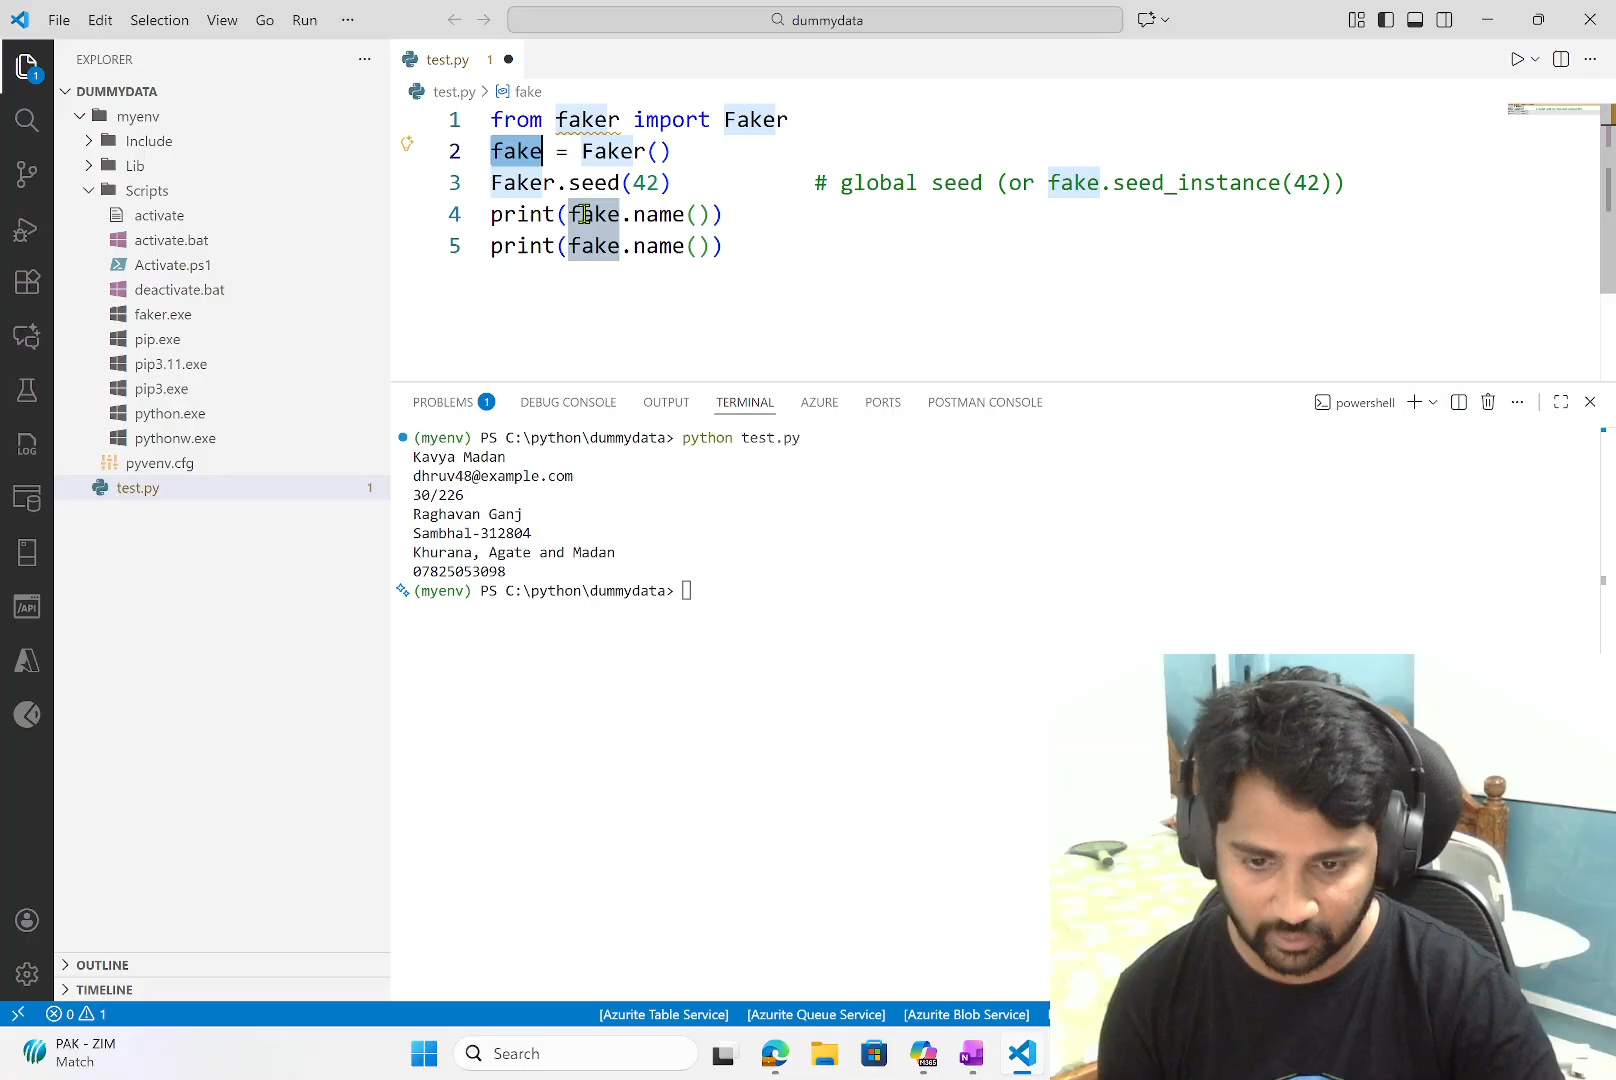 File Edit Selection View Go Run ··· dummydata
EXPLORER ···
DUMMYDATA
myenv
Include
Lib
Scripts
activate
activate.bat
Activate.ps1
deactivate.bat
faker.exe
pip.exe
pip3.11.exe
pip3.exe
python.exe
pythonw.exe
pyvenv.cfg
test.py 1
OUTLINE
TIMELINE
test.py 1
test.py > fake
1 from faker import Faker
2 fake = Faker()
3 Faker.seed(42) # global seed (or fake.seed_instance(42))
4 print(fake.name())
5 print(fake.name())
PROBLEMS 1 DEBUG CONSOLE OUTPUT TERMINAL AZURE PORTS POSTMAN CONSOLE powershell
(myenv) PS C:\python\dummydata> python test.py
Kavya Madan
dhruv48@example.com
30/226
Raghavan Ganj
Sambhal-312804
Khurana, Agate and Madan
07825053098
(myenv) PS C:\python\dummydata>
0 1 [Azurite Table Service] [Azurite Queue Service] [Azurite Blob Service]
PAK - ZIM
Match
Search